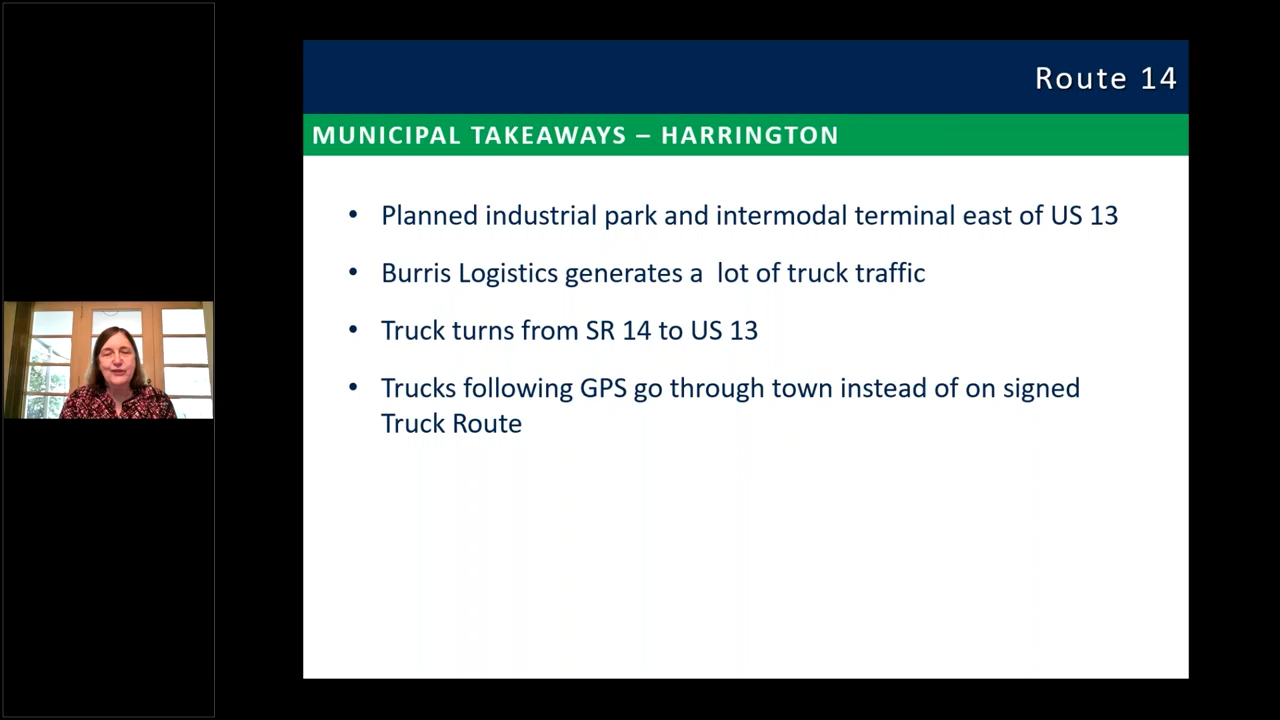 Route 14
MUNICIPAL TAKEAWAYS – HARRINGTON
• Planned industrial park and intermodal terminal east of US 13
• Burris Logistics generates a  lot of truck traffic
• Truck turns from SR 14 to US 13
• Trucks following GPS go through town instead of on signed
Truck Route